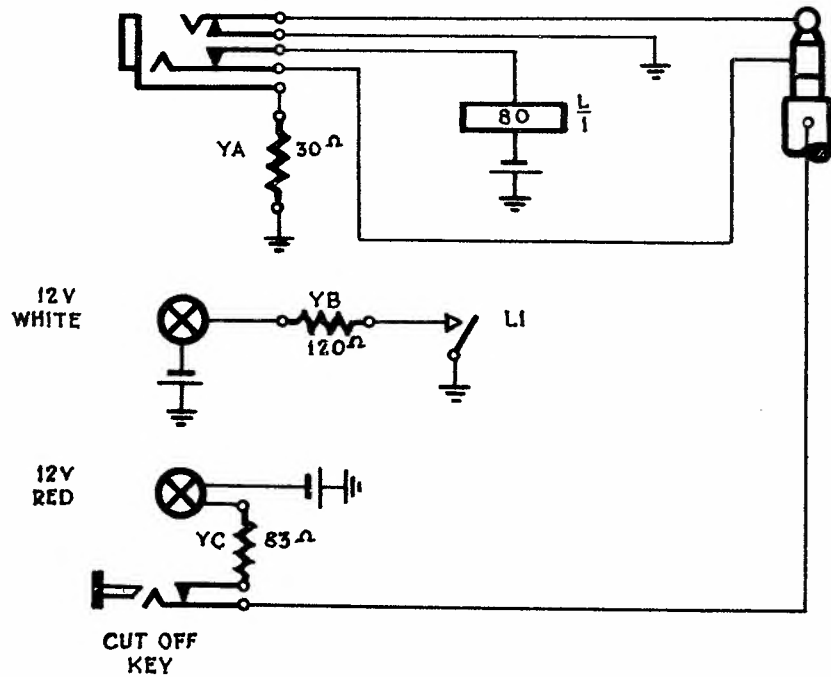 80
L
1
YA
30Ω
12V
WHITE
YB
120Ω
L1
12V
RED
YC
83Ω
CUT OFF
KEY